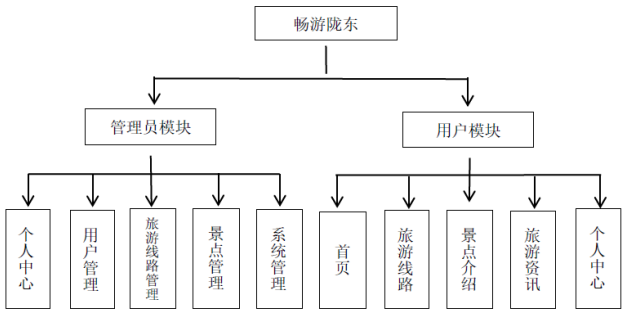 畅游陇东
管理员模块
用户模块
个人中心
用户管理
旅游线路管理
景点管理
系统管理
首页
旅游线路
景点介绍
旅游资讯
个人中心